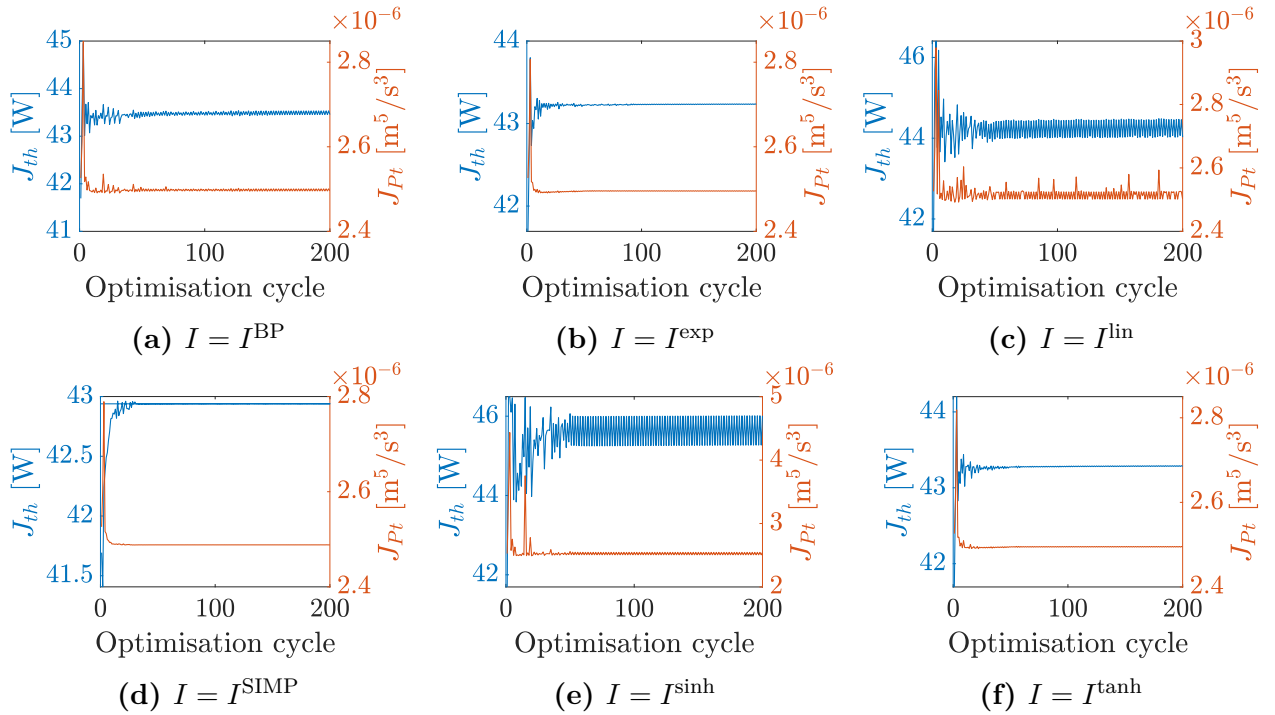 ×10⁻⁶
45
44
43
42
41
J_th [W]
2.8
2.6
2.4
J_Pt [m⁵/s³]
0 100 200
Optimisation cycle
(a) I = I^BP
×10⁻⁶
44
43
42
J_th [W]
2.8
2.6
2.4
J_Pt [m⁵/s³]
0 100 200
Optimisation cycle
(b) I = I^exp
×10⁻⁶
46
44
42
J_th [W]
3
2.8
2.6
2.4
J_Pt [m⁵/s³]
0 100 200
Optimisation cycle
(c) I = I^lin
×10⁻⁶
43
42.5
42
41.5
J_th [W]
2.8
2.6
2.4
J_Pt [m⁵/s³]
0 100 200
Optimisation cycle
(d) I = I^SIMP
×10⁻⁶
46
44
42
J_th [W]
5
4
3
2
J_Pt [m⁵/s³]
0 100 200
Optimisation cycle
(e) I = I^sinh
×10⁻⁶
44
43
42
J_th [W]
2.8
2.6
2.4
J_Pt [m⁵/s³]
0 100 200
Optimisation cycle
(f) I = I^tanh